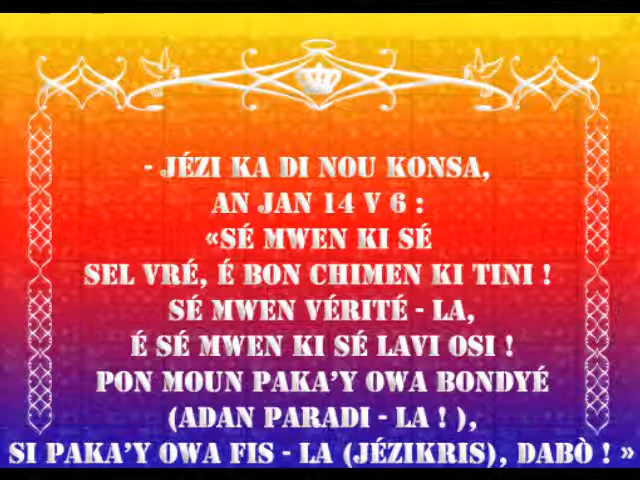 - JÉZI KA DI NOU KONSA,
AN JAN 14 V 6 :
«SÉ MWEN KI SÉ
SEL VRÉ, É BON CHIMEN KI TINI !
SÉ MWEN VÉRITÉ - LA,
É SÉ MWEN KI SÉ LAVI OSI !
PON MOUN PAKA'Y OWA BONDYÉ
(ADAN PARADI - LA ! ),
SI PAKA'Y OWA FIS - LA (JÉZIKRIS), DABÒ ! »